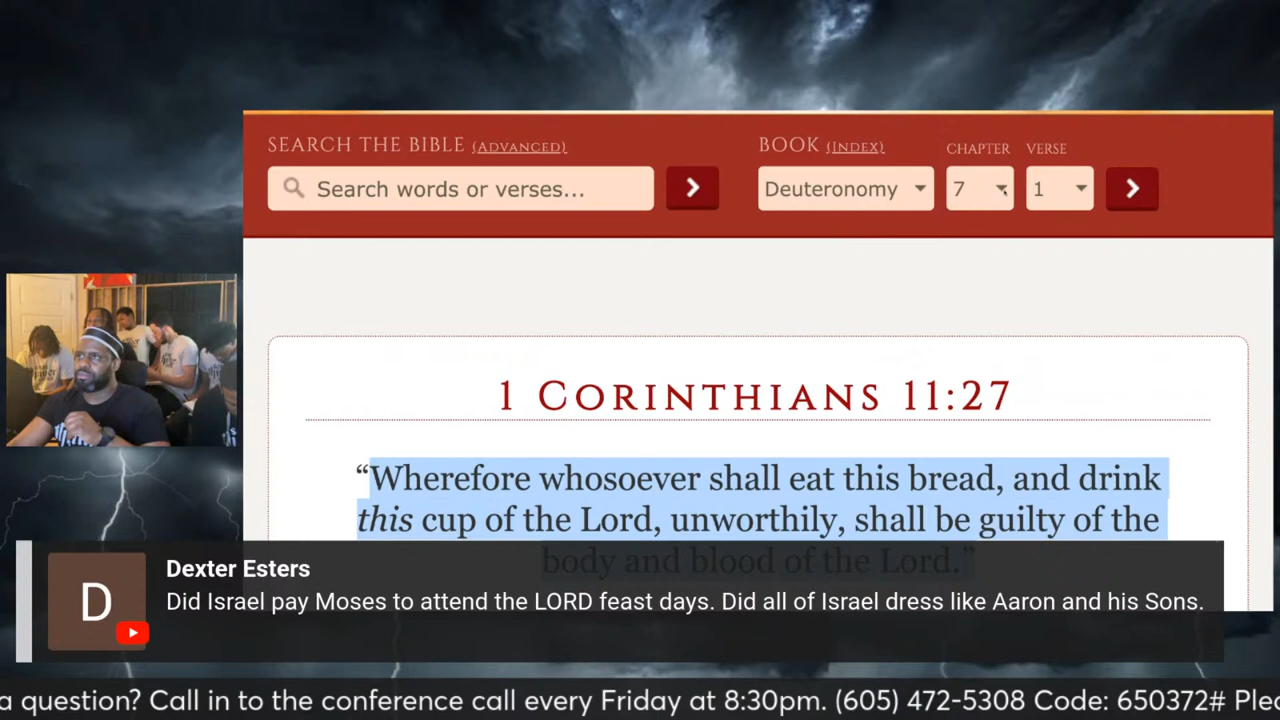 SEARCH THE BIBLE (ADVANCED)
BOOK (INDEX)
CHAPTER
VERSE
Search words or verses...
Deuteronomy
7
1
1 CORINTHIANS 11:27
“Wherefore whosoever shall eat this bread, and drink
this cup of the Lord, unworthily, shall be guilty of the
body and blood of the Lord.”
D
Dexter Esters
Did Israel pay Moses to attend the LORD feast days. Did all of Israel dress like Aaron and his Sons.
a question? Call in to the conference call every Friday at 8:30pm. (605) 472-5308 Code: 650372# Plea